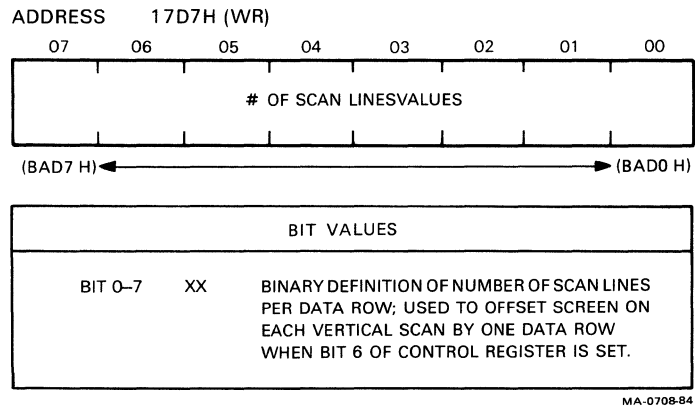 ADDRESS 17D7H (WR)
07 06 05 04 03 02 01 00
# OF SCAN LINESVALUES
(BAD7 H) (BAD0 H)
BIT VALUES
BIT 0–7 XX BINARY DEFINITION OF NUMBER OF SCAN LINES
PER DATA ROW; USED TO OFFSET SCREEN ON
EACH VERTICAL SCAN BY ONE DATA ROW
WHEN BIT 6 OF CONTROL REGISTER IS SET.
MA-0708-84